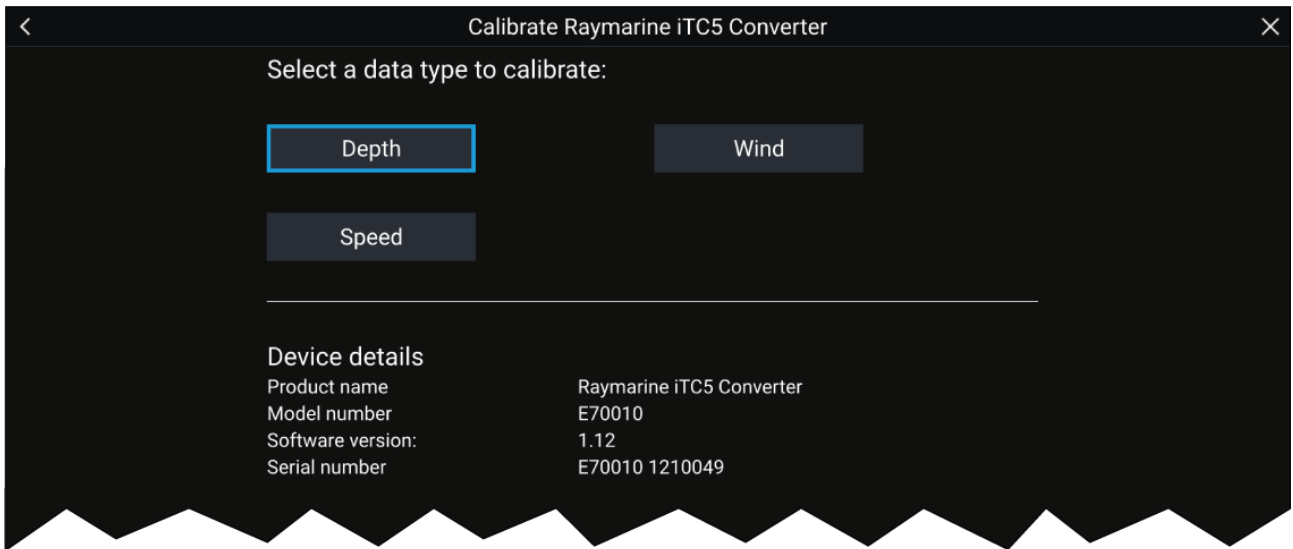 Calibrate Raymarine iTC5 Converter
Select a data type to calibrate:
Depth Wind
Speed
Device details
Product name Raymarine iTC5 Converter
Model number E70010
Software version: 1.12
Serial number E70010 1210049